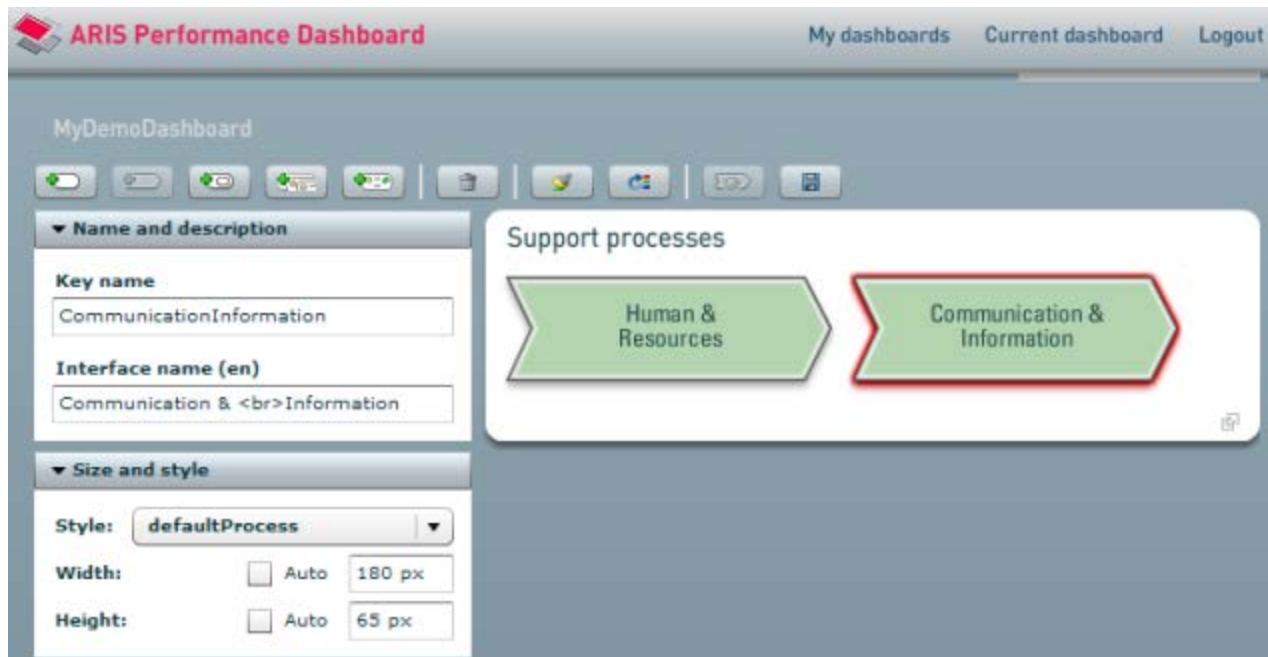 ARIS Performance Dashboard
My dashboards Current dashboard Logout
MyDemoDashboard
Name and description
Key name
CommunicationInformation
Interface name (en)
Communication & <br>Information
Size and style
Style: defaultProcess
Width: Auto 180 px
Height: Auto 65 px
Support processes
Human &
Resources
Communication &
Information